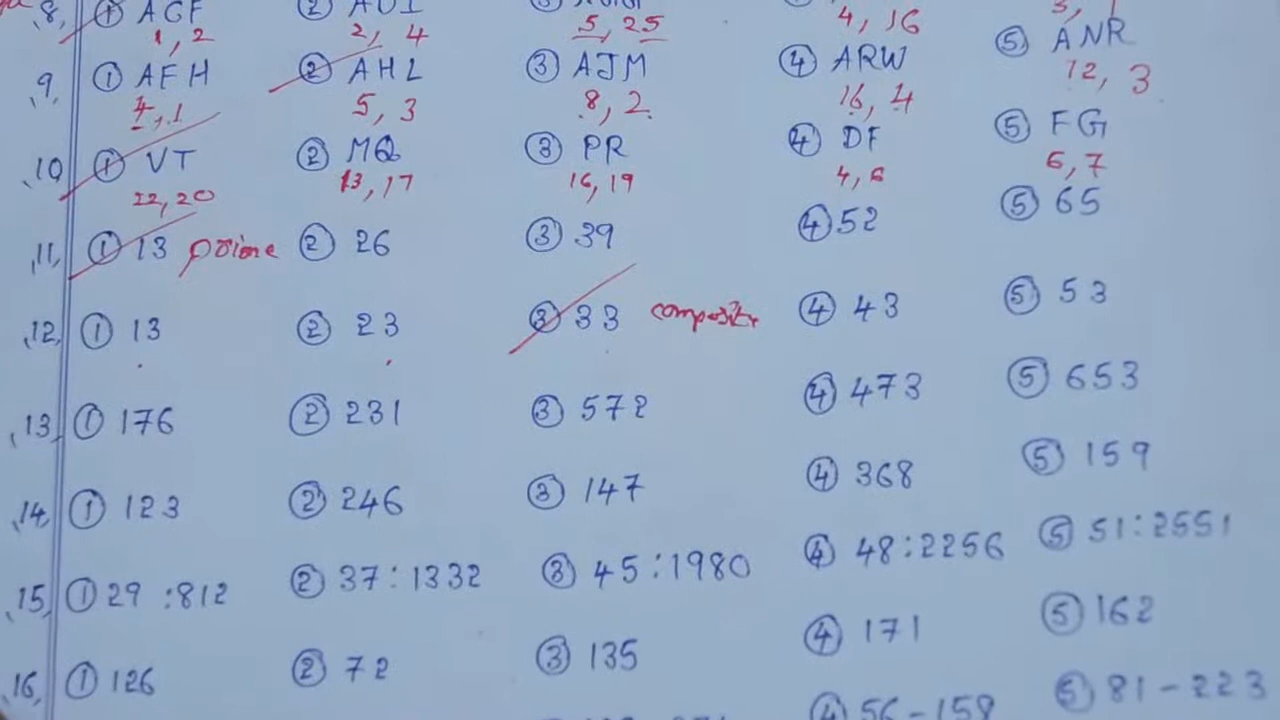 8, ① AGF ②
1, 2 2, 4 5, 25 4, 16
9, ① AFH ② AHL ③ AJM ④ ARW ⑤ ANR
4, 1 5, 3 8, 2 16, 4 12, 3
10, ① VT ② MQ ③ PR ④ DF ⑤ FG
22, 20 13, 17 16, 19 4, 6 6, 7
11, ① 13 prime ② 26 ③ 39 ④ 52 ⑤ 65
12, ① 13 ② 23 ③ 33 composite ④ 43 ⑤ 53
13, ① 176 ② 231 ③ 572 ④ 473 ⑤ 653
14, ① 123 ② 246 ③ 147 ④ 368 ⑤ 159
15, ① 29 :812 ② 37:1332 ③ 45:1980 ④ 48:2256 ⑤ 51:2551
16, ① 126 ② 72 ③ 135 ④ 171 ⑤ 162
④ 56-158 ⑤ 81-223